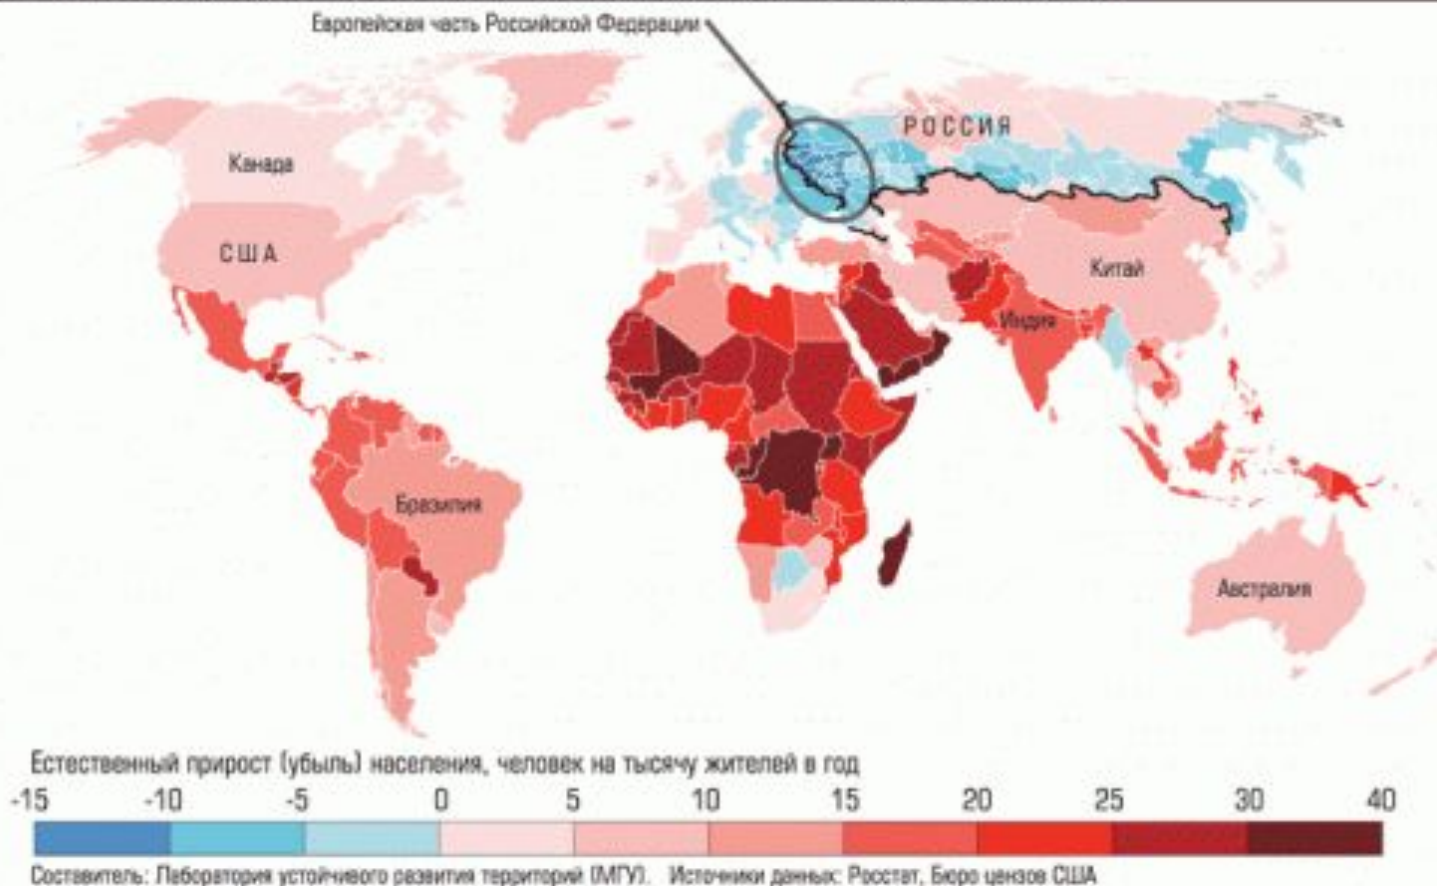 Европейская часть Российской Федерации
РОССИЯ
Канада
США
Китай
Индия
Бразилия
Австралия
Естественный прирост (убыль) населения, человек на тысячу жителей в год
-15 -10 -5 0 5 10 15 20 25 30 40
Составитель: Лаборатория устойчивого развития территорий (МГУ). Источники данных: Росстат, Бюро цензов США